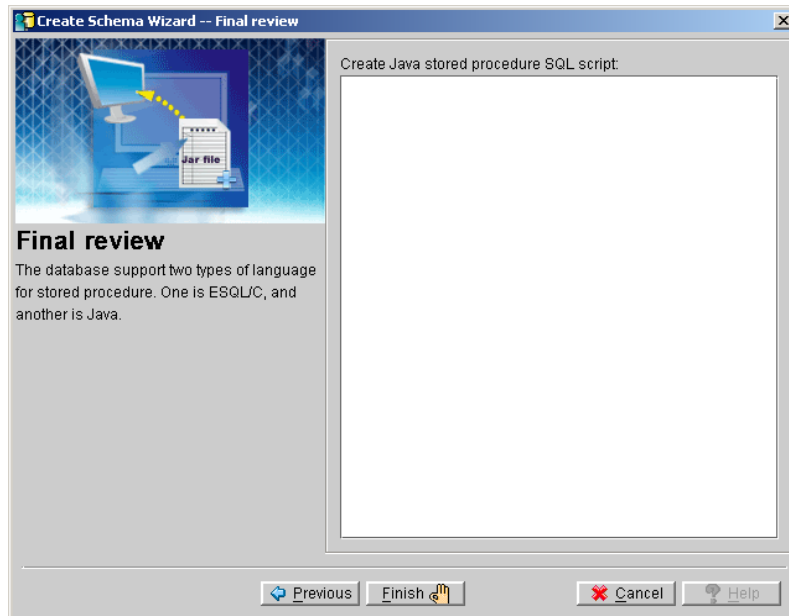 Create Schema Wizard -- Final review
Create Java stored procedure SQL script:
Jar file
Final review
The database support two types of language
for stored procedure. One is ESQL/C, and
another is Java.
Previous Finish Cancel Help